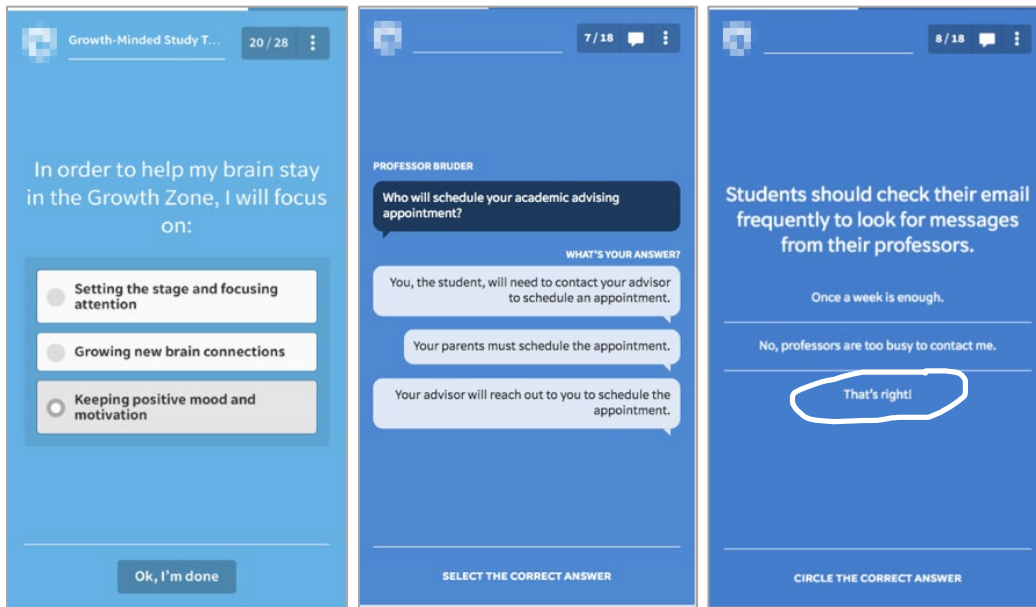 Growth-Minded Study T...
20 / 28
In order to help my brain stay
in the Growth Zone, I will focus
on:
Setting the stage and focusing
attention
Growing new brain connections
Keeping positive mood and
motivation
Ok, I'm done
7/18
PROFESSOR BRUDER
Who will schedule your academic advising
appointment?
WHAT'S YOUR ANSWER?
You, the student, will need to contact your advisor
to schedule an appointment.
Your parents must schedule the appointment.
Your advisor will reach out to you to schedule the
appointment.
SELECT THE CORRECT ANSWER
8/18
Students should check their email
frequently to look for messages
from their professors.
Once a week is enough.
No, professors are too busy to contact me.
That's right!
CIRCLE THE CORRECT ANSWER